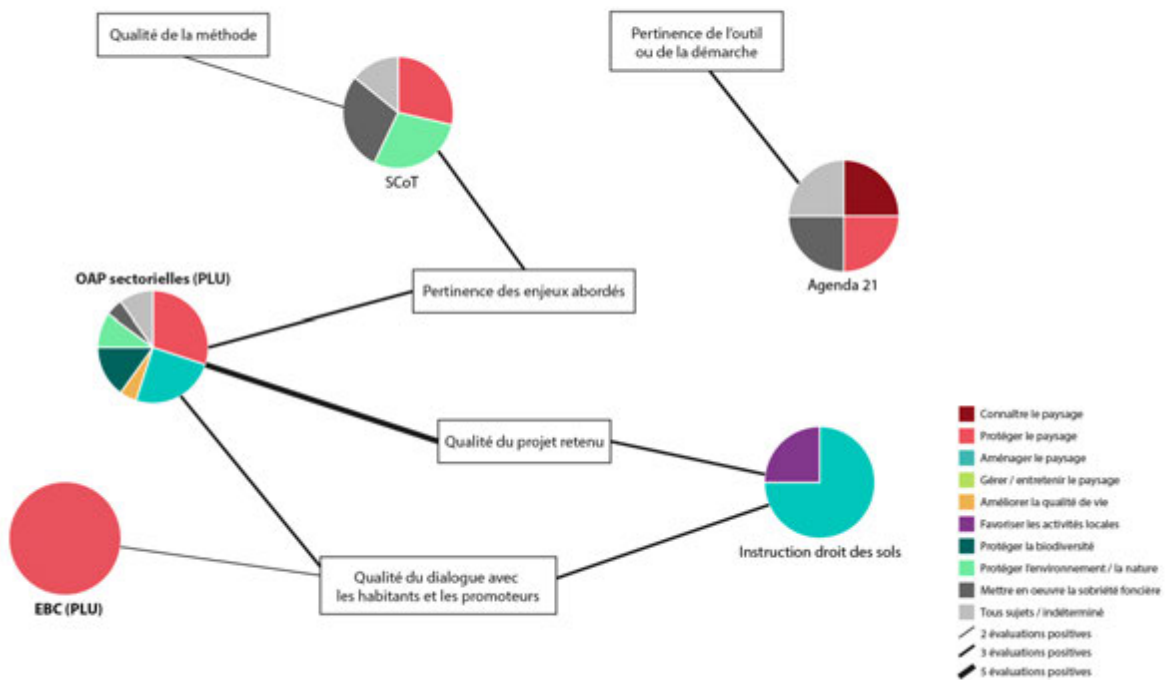 Qualité de la méthode
Pertinence de l'outil
ou de la démarche
SCoT
Agenda 21
OAP sectorielles (PLU)
Pertinence des enjeux abordés
Qualité du projet retenu
Instruction droit des sols
EBC (PLU)
Qualité du dialogue avec
les habitants et les promoteurs
Connaître le paysage
Protéger le paysage
Aménager le paysage
Gérer / entretenir le paysage
Améliorer la qualité de vie
Favoriser les activités locales
Protéger la biodiversité
Protéger l'environnement / la nature
Mettre en oeuvre la sobriété foncière
Tous sujets / indéterminé
2 évaluations positives
3 évaluations positives
5 évaluations positives